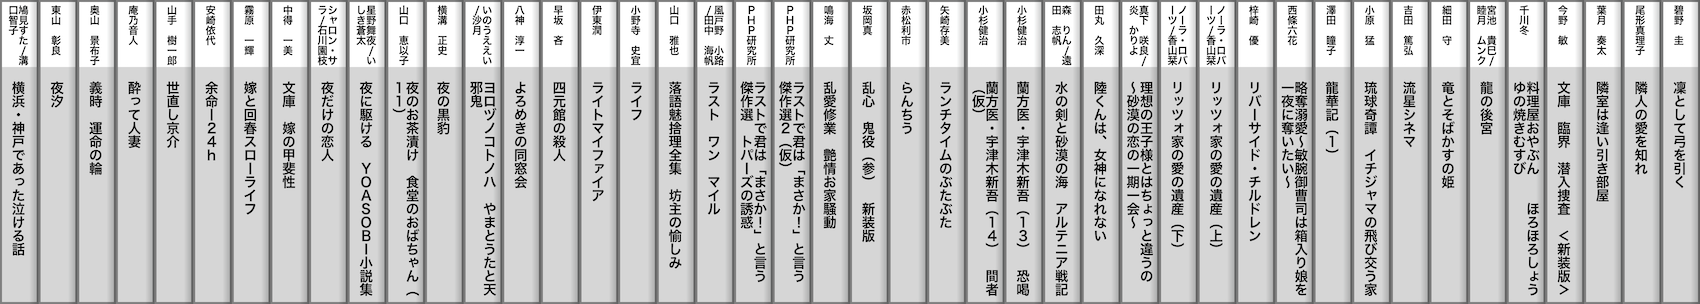 碧野 圭
凜として弓を引く
尾形真理子
隣人の愛を知れ
葉月 奏太
隣室は逢い引き部屋
今野 敏
文庫 臨界 潜入捜査 <新装版>
千川冬
料理屋おやぶん ほろほろしょう
ゆの焼きむすび
宮池 貴巳/
睦月 ムンク
龍の後宮
細田 守
竜とそばかすの姫
吉田 篤弘
流星シネマ
小原 猛
琉球奇譚 イチジャマの飛び交う家
澤田 瞳子
龍華記(1)
西條六花
略奪溺愛~敏腕御曹司は箱入り娘を
一夜に奪いたい~
梓崎 優
リバーサイド・チルドレン
ノーラ・ロバ
ーツ/香山栞
リッツォ家の愛の遺産(上)
ノーラ・ロバ
ーツ/香山栞
リッツォ家の愛の遺産(下)
真下 咲良/
炎 かりよ
理想の王子様とはちょっと違うの
~砂漠の恋の一期一会~
田丸 久深
陸くんは、女神になれない
森 りん/遠
田 志帆
水の剣と砂漠の海 アルテニア戦記
小杉健治
蘭方医・宇津木新吾(13) 恐喝
小杉健治
蘭方医・宇津木新吾(14) 間者
(仮)
矢崎存美
ランチタイムのぶたぶた
赤松利市
らんちう
坂岡真
乱心 鬼役(参) 新装版
鳴海 丈
乱愛修業 艶情お家騒動
PHP研究所
ラストで君は「まさか!」と言う
傑作選2(仮)
PHP研究所
ラストで君は「まさか!」と言う
傑作選 トパーズの誘惑
風戸野 小路
/田中 海帆
ラスト ワン マイル
山口 雅也
落語魅捨理全集 坊主の愉しみ
小野寺 史宜
ライフ
伊東潤
ライトマイファイア
早坂 吝
四元館の殺人
八神 淳一
よろめきの同窓会
いのうええい
/沙月
ヨロヅノコトノハ やまとうたと天
邪鬼
横溝 正史
夜の黒豹
山口 恵以子
夜のお茶漬け 食堂のおばちゃん(
11)
星野舞夜/い
しき蒼太
夜に駆ける YOASOBI小説集
シャロン・サ
ラ/石川園枝
夜だけの恋人
中得 一美
文庫 嫁の甲斐性
霧原 一輝
嫁と回春スローライフ
安崎依代
余命一24h
山手 樹一郎
世直し京介
庵乃音人
酔って人妻
奥山 景布子
義時 運命の輪
東山 彰良
夜汐
鳩見すた/溝
口智子
横浜・神戸であった泣ける話